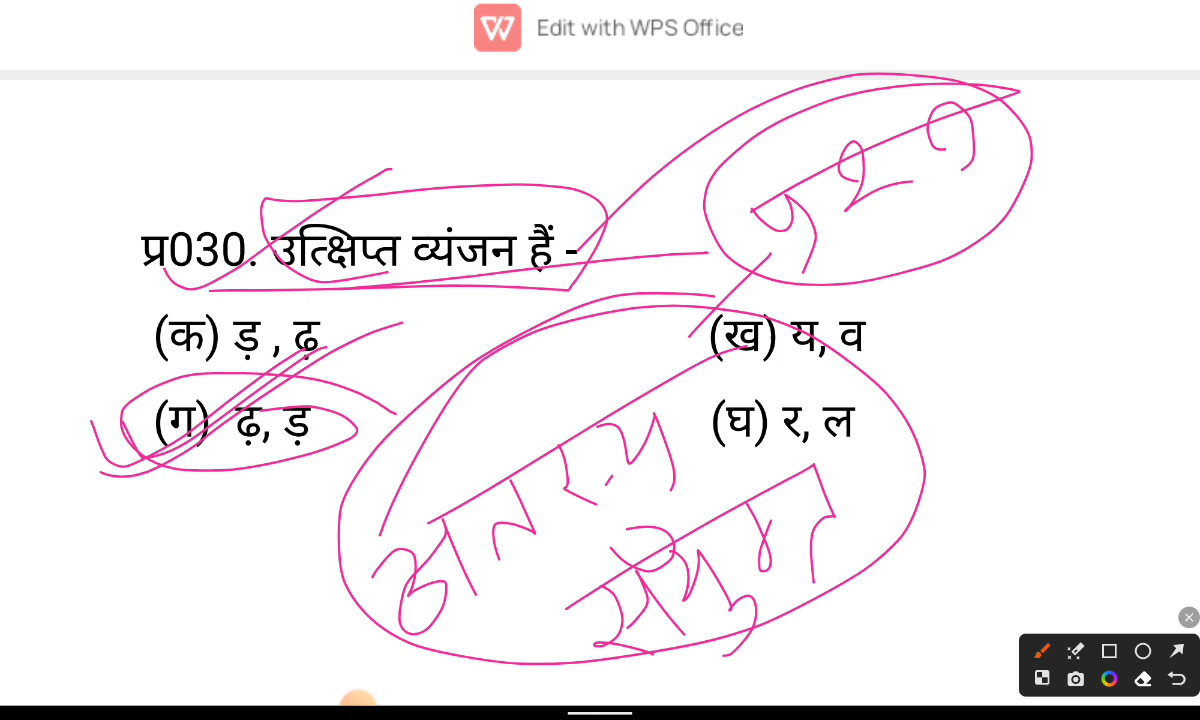 Edit with WPS Office
प्र030. उत्क्षिप्त व्यंजन हैं -
(क) ड़ , ढ़ (ख) य, व
(ग) ढ़, ड़ (घ) र, ल